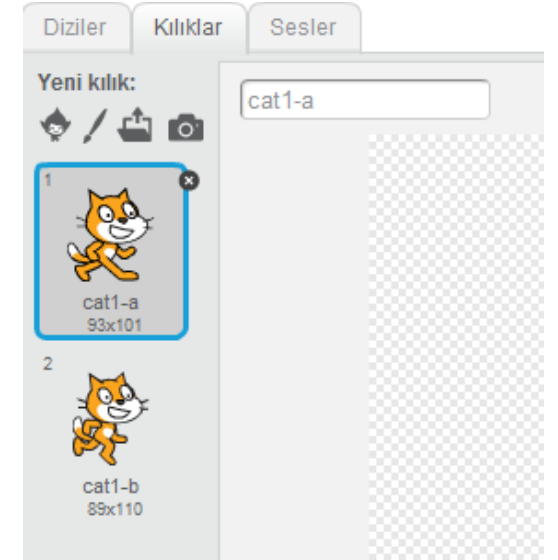 Diziler Kılıklar Sesler
Yeni kılık:
cat1-a
1
cat1-a
93x101
2
cat1-b
89x110